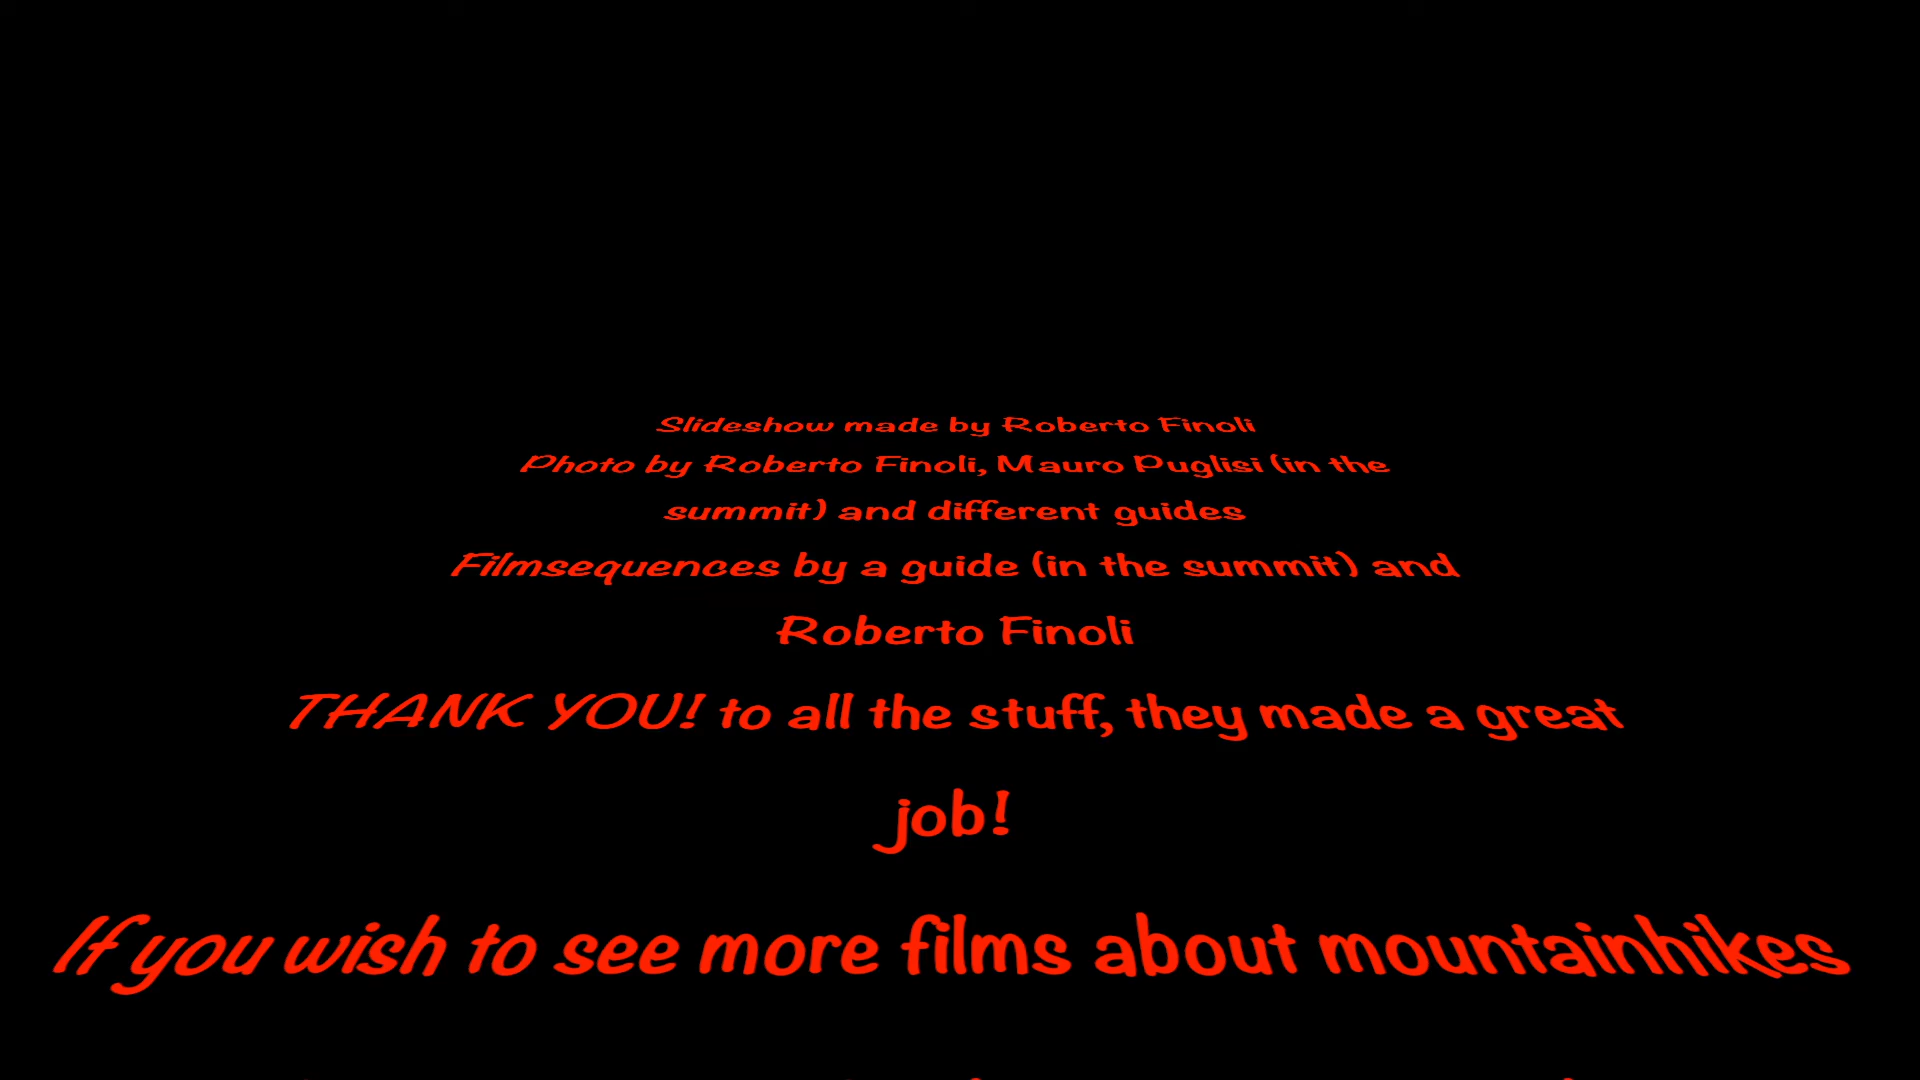 Slideshow made by Roberto Finoli
Photo by Roberto Finoli, Mauro Puglisi (in the
summit) and different guides
Filmsequences by a guide (in the summit) and
Roberto Finoli
THANK YOU! to all the stuff, they made a great
job!
If you wish to see more films about mountainhikes